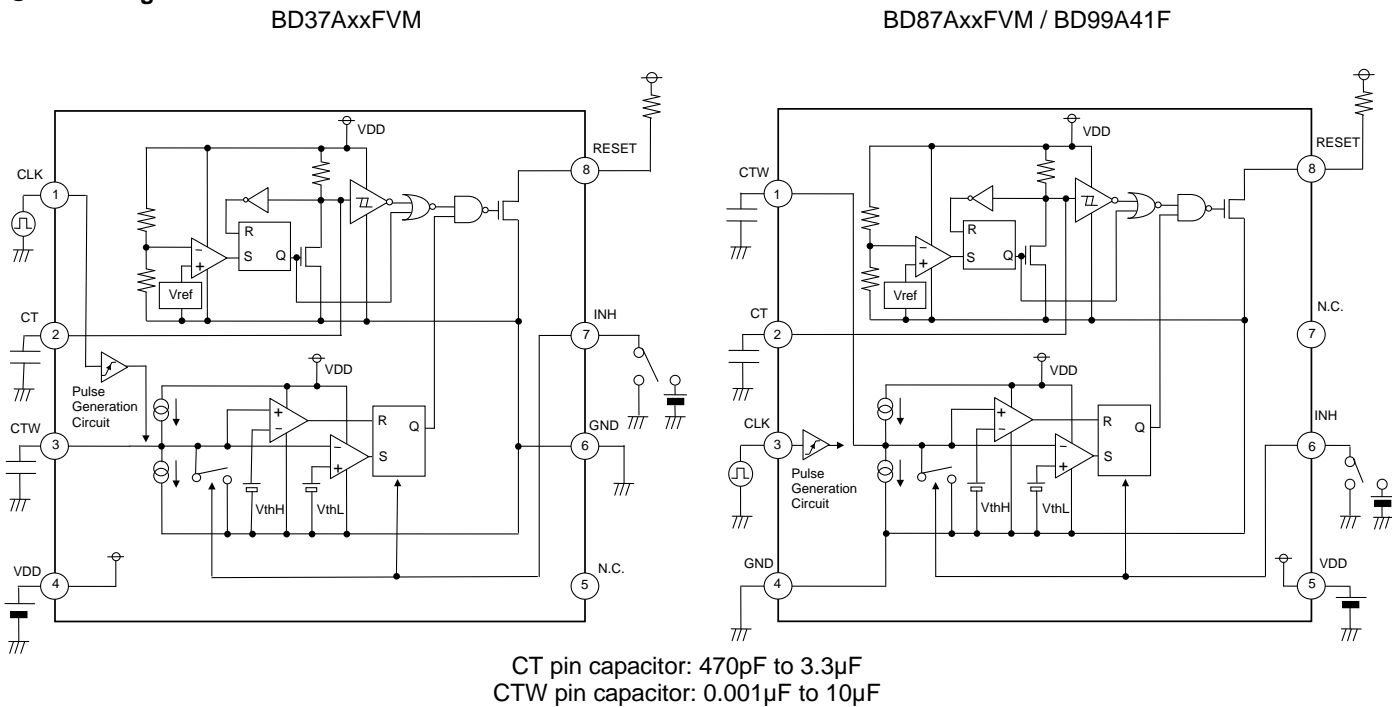 BD37AxxFVM
BD87AxxFVM / BD99A41F
VDD
RESET
8
CLK
1
R
S
Q
Vref
CT
2
INH
7
VDD
Pulse
Generation
Circuit
CTW
3
R
Q
S
GND
6
VthH
VthL
VDD
4
N.C.
5
VDD
RESET
8
CTW
1
R
S
Q
Vref
N.C.
7
CT
2
VDD
CLK
3
R
Q
S
INH
6
Pulse
Generation
Circuit
VthH
VthL
GND
4
VDD
5
CT pin capacitor: 470pF to 3.3µF
CTW pin capacitor: 0.001µF to 10µF